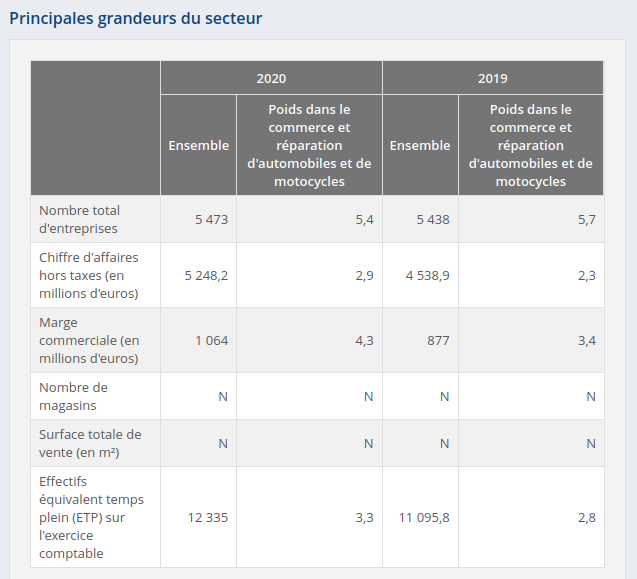 Principales grandeurs du secteur
2020
2019
Ensemble
Poids dans le
commerce et
réparation
d'automobiles et de
motocycles
Ensemble
Poids dans le
commerce et
réparation
d'automobiles et de
motocycles
Nombre total
d'entreprises
5 473
5,4
5 438
5,7
Chiffre d'affaires
hors taxes (en
millions d'euros)
5 248,2
2,9
4 538,9
2,3
Marge
commerciale (en
millions d'euros)
1 064
4,3
877
3,4
Nombre de
magasins
N
N
N
N
Surface totale de
vente (en m²)
N
N
N
N
Effectifs
équivalent temps
plein (ETP) sur
l'exercice
comptable
12 335
3,3
11 095,8
2,8